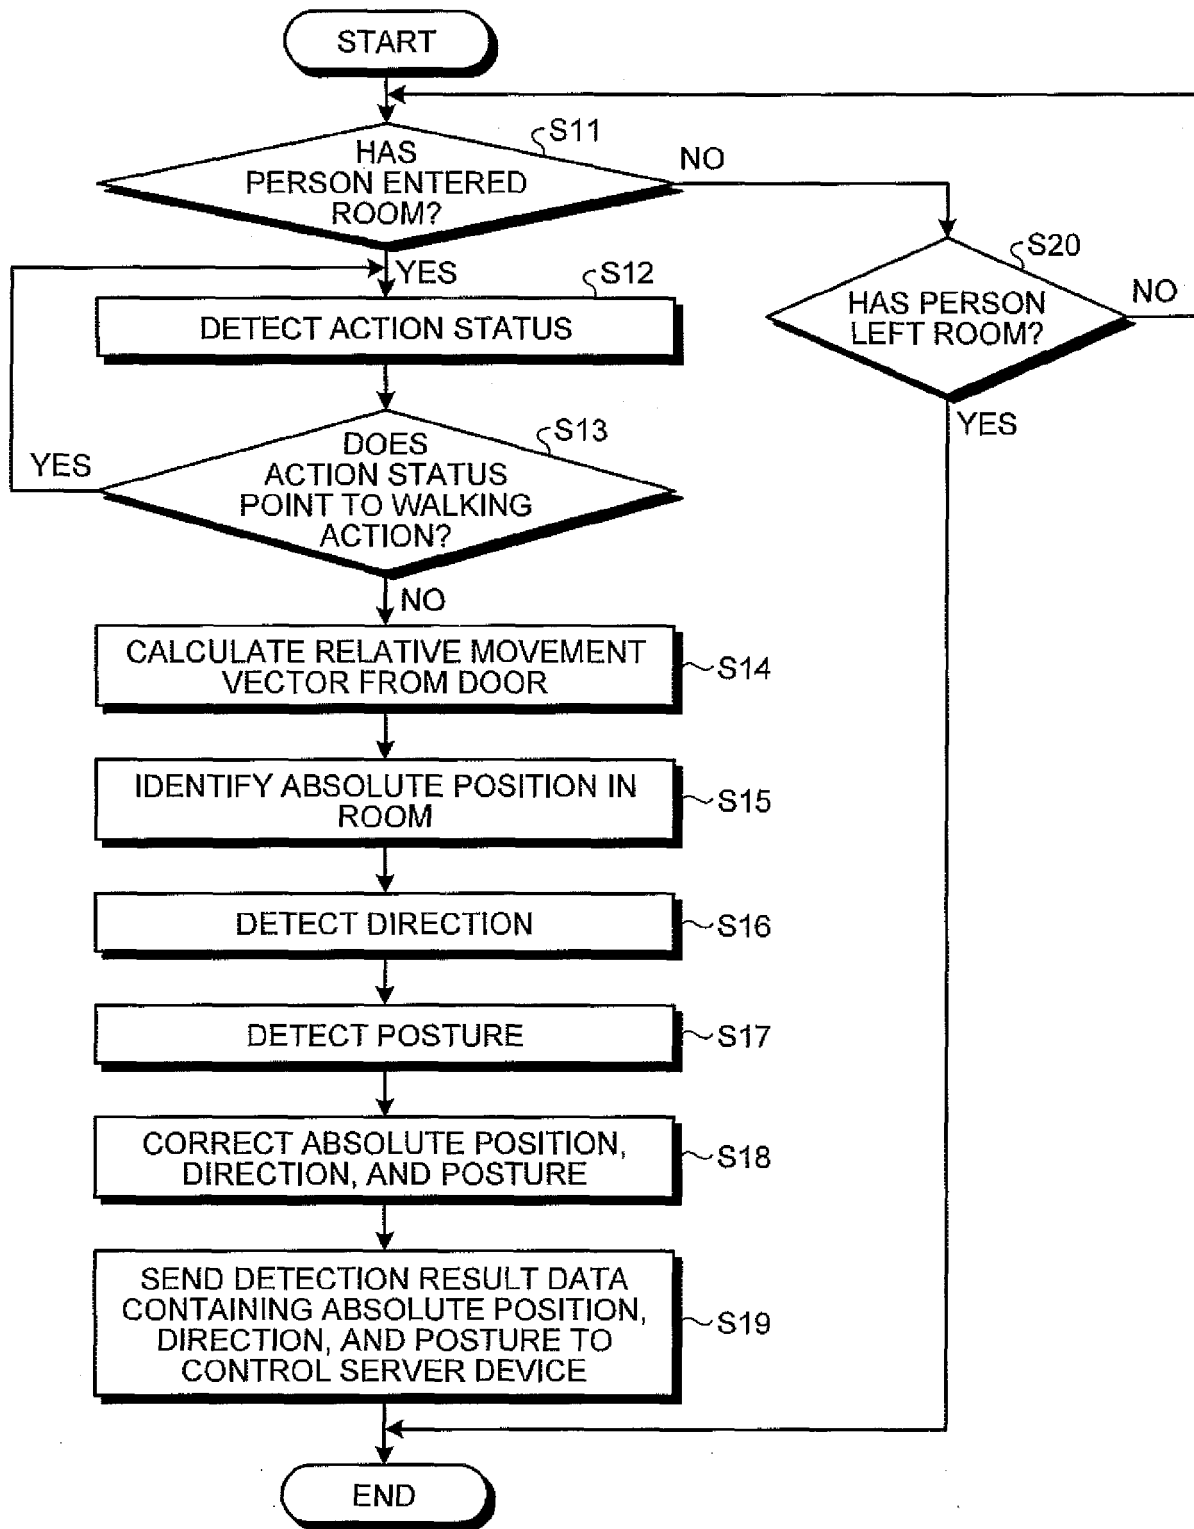 START
S11
HAS
PERSON ENTERED
ROOM?
NO
YES
S12
DETECT ACTION STATUS
S20
HAS PERSON
LEFT ROOM?
NO
YES
S13
DOES
ACTION STATUS
POINT TO WALKING
ACTION?
YES
NO
CALCULATE RELATIVE MOVEMENT
VECTOR FROM DOOR
S14
IDENTIFY ABSOLUTE POSITION IN
ROOM
S15
DETECT DIRECTION
S16
DETECT POSTURE
S17
CORRECT ABSOLUTE POSITION,
DIRECTION, AND POSTURE
S18
SEND DETECTION RESULT DATA
CONTAINING ABSOLUTE POSITION,
DIRECTION, AND POSTURE TO
CONTROL SERVER DEVICE
S19
END